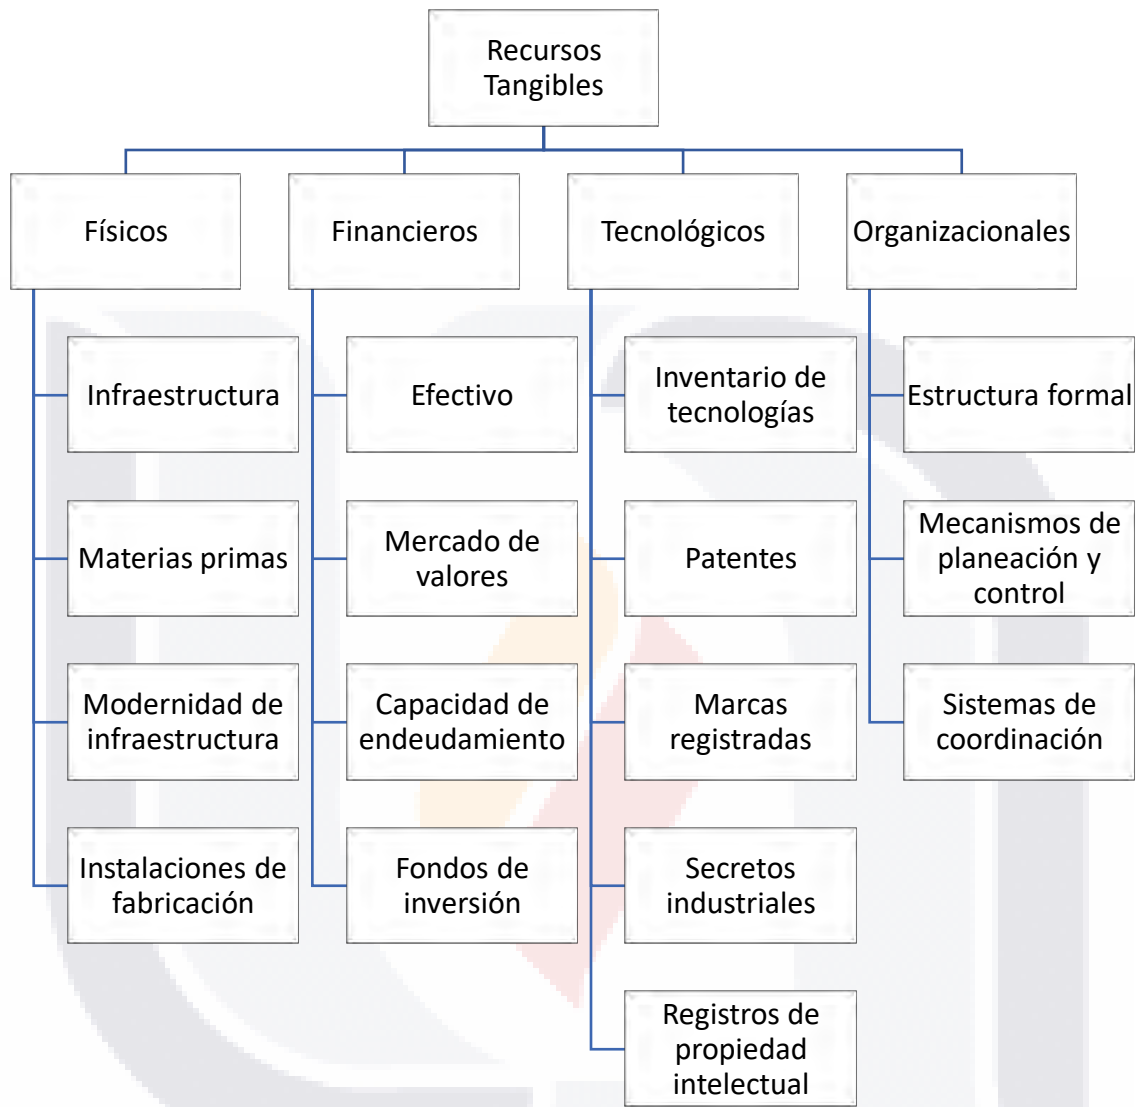 Recursos
Tangibles
Físicos
Financieros
Tecnológicos
Organizacionales
Infraestructura
Efectivo
Inventario de
tecnologías
Estructura formal
Materias primas
Mercado de
valores
Patentes
Mecanismos de
planeación y
control
Modernidad de
infraestructura
Capacidad de
endeudamiento
Marcas
registradas
Sistemas de
coordinación
Instalaciones de
fabricación
Fondos de
inversión
Secretos
industriales
Registros de
propiedad
intelectual